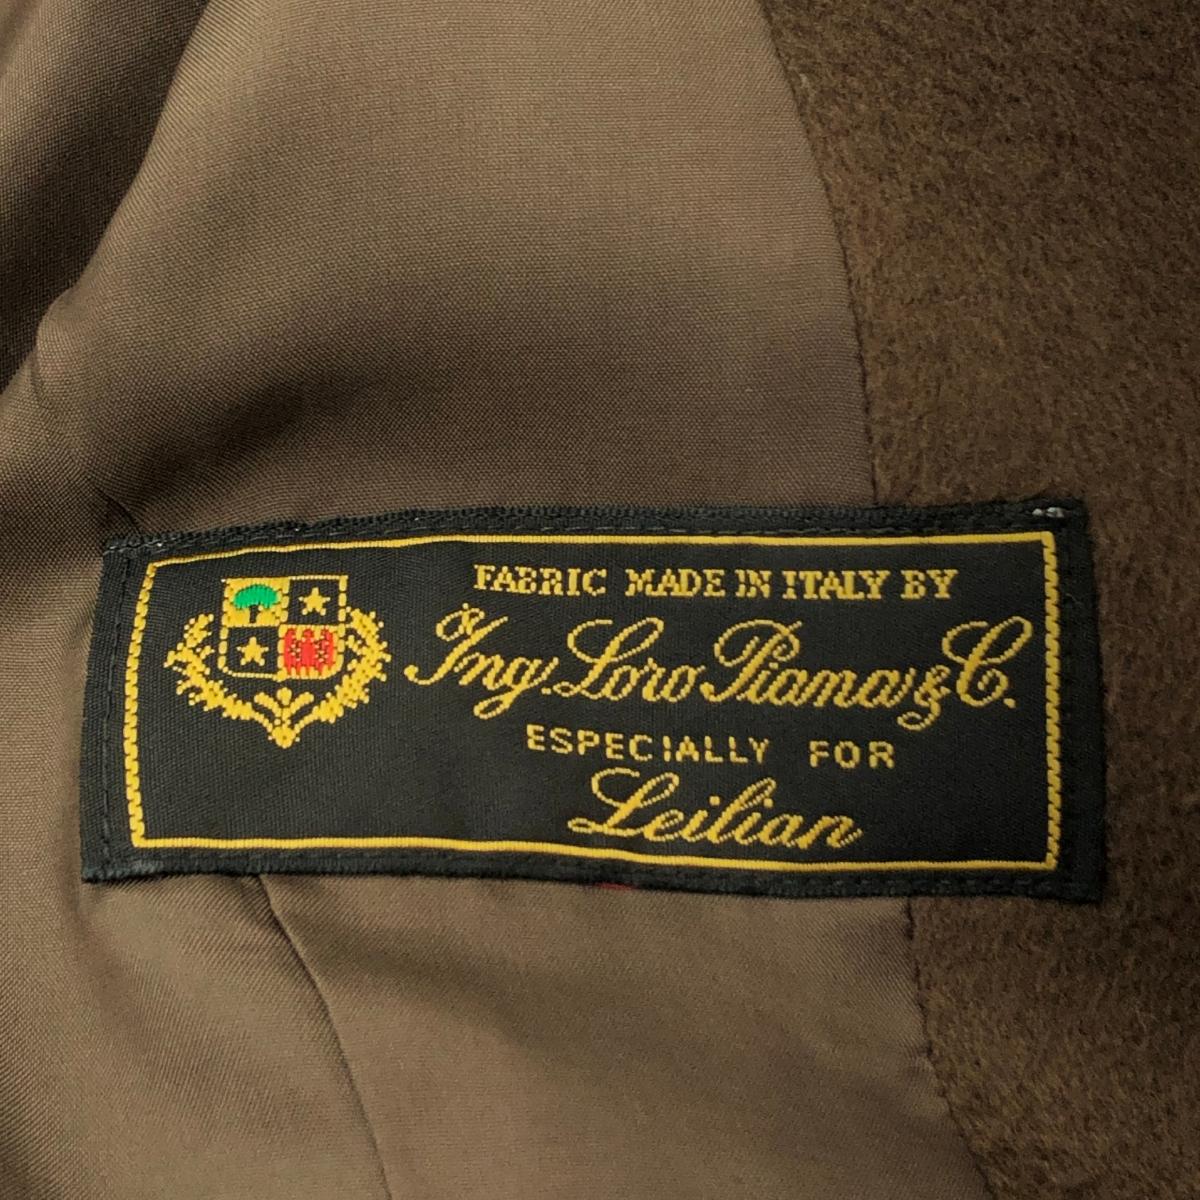 FABRIC MADE IN ITALY BY
Ing. Loro Piana & C.
ESPECIALLY FOR
Leilian